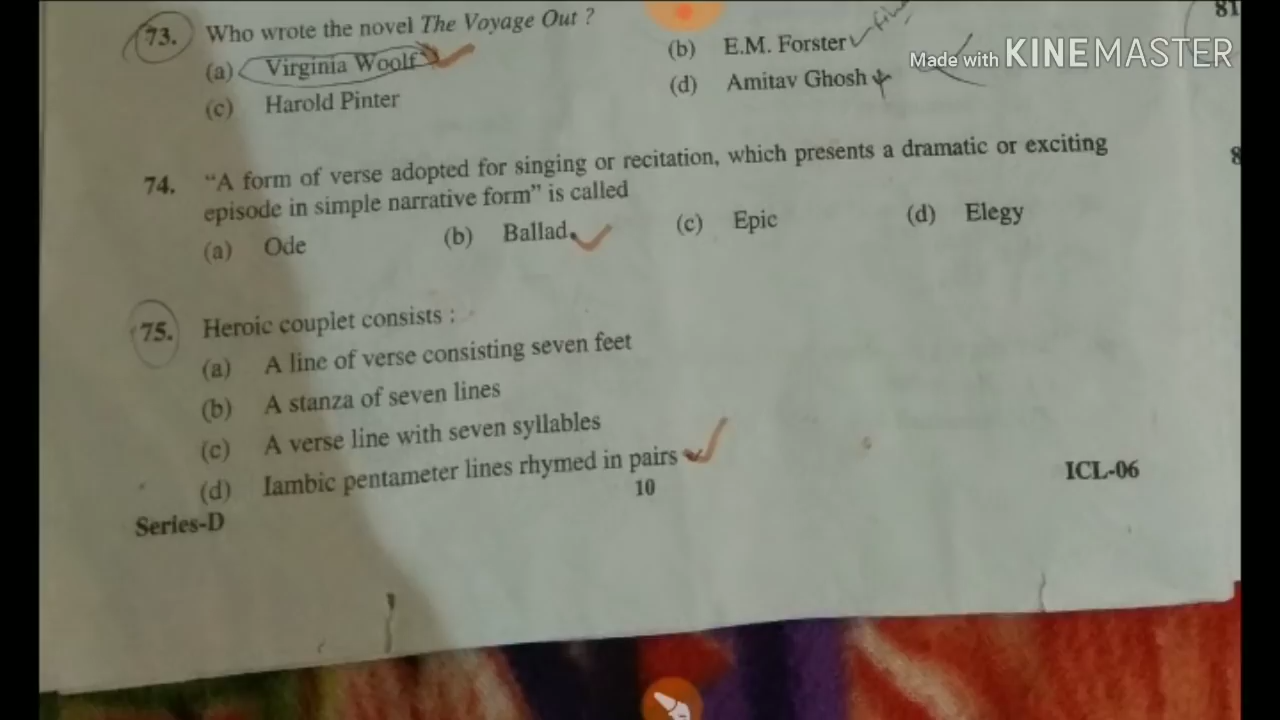 73. Who wrote the novel The Voyage Out ?
(a) Virginia Woolf
(b) E.M. Forster
(c) Harold Pinter
(d) Amitav Ghosh
Made with KINEMASTER
81
74. “A form of verse adopted for singing or recitation, which presents a dramatic or exciting
episode in simple narrative form” is called
(a) Ode (b) Ballad (c) Epic (d) Elegy
8
75. Heroic couplet consists :
(a) A line of verse consisting seven feet
(b) A stanza of seven lines
(c) A verse line with seven syllables
(d) Iambic pentameter lines rhymed in pairs
Series-D 10 ICL-06